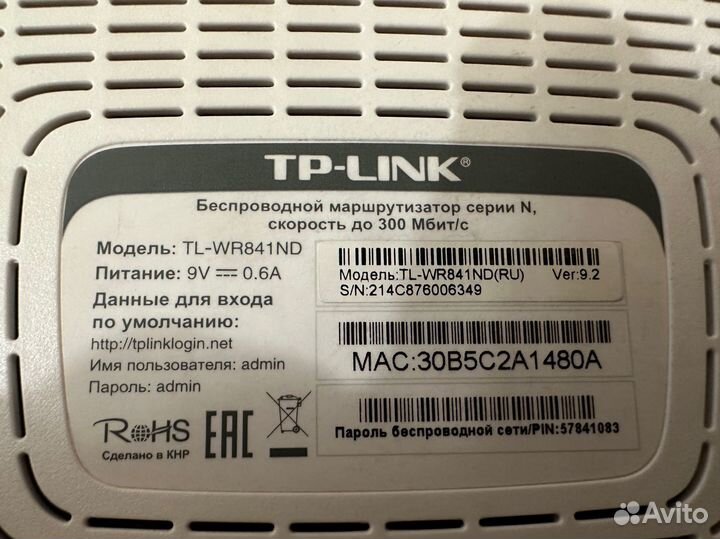 TP-LINK®
Беспроводной маршрутизатор серии N,
скорость до 300 Мбит/с
Модель: TL-WR841ND
Питание: 9V 0.6A
Данные для входа
по умолчанию:
http://tplinklogin.net
Имя пользователя: admin
Пароль: admin
RoHS
Сделано в КНР
EAC
Модель:TL-WR841ND(RU) Ver:9.2
S/N:214C876006349
MAC:30B5C2A1480A
Пароль беспроводной сети/PIN:57841083
Avito